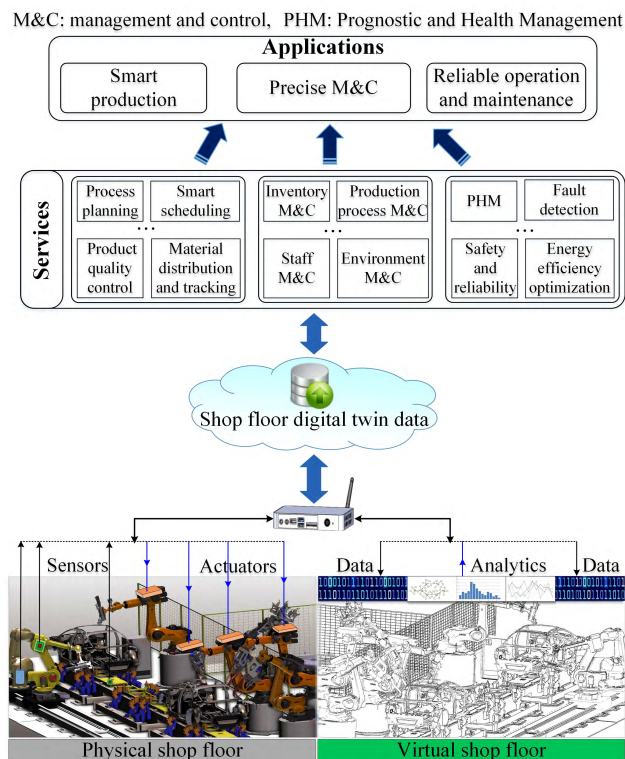 M&C: management and control,   PHM: Prognostic and Health Management
Applications
Smart
production
Precise M&C
Reliable operation
and maintenance
Services
Process
planning
Smart
scheduling
...
Product
quality
control
Material
distribution
and tracking
Inventory
M&C
Production
process M&C
...
Staff
M&C
Environment
M&C
PHM
Fault
detection
...
Safety
and
reliability
Energy
efficiency
optimization
Shop floor digital twin data
Sensors
Actuators
Data
Analytics
Data
Physical shop floor
Virtual shop floor